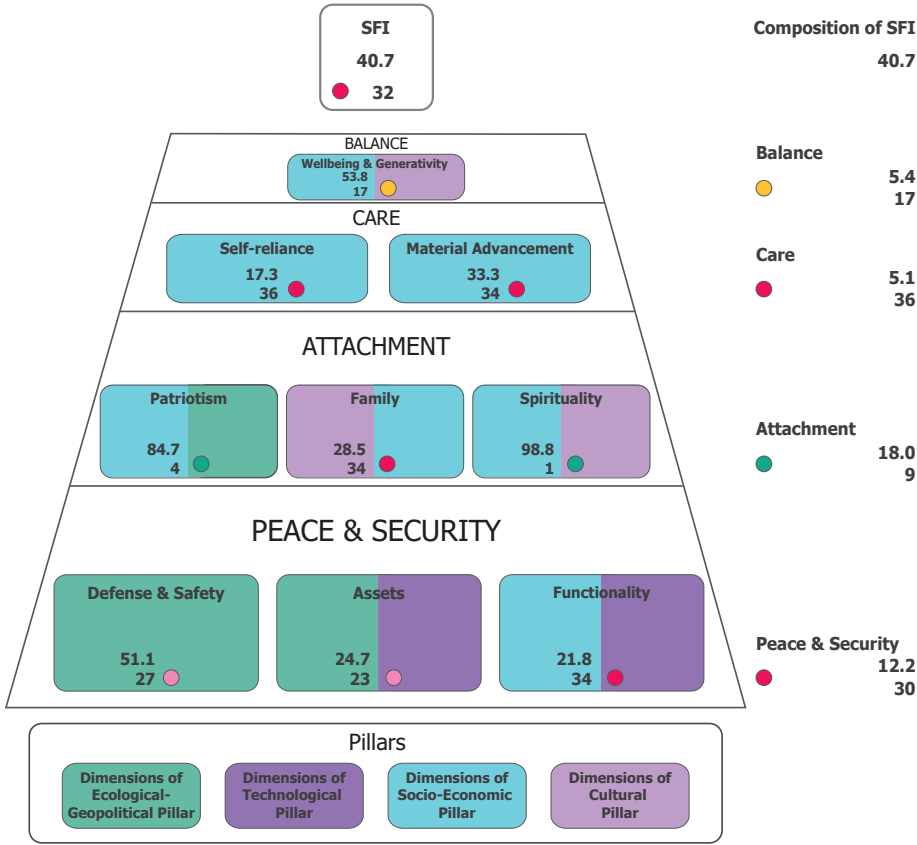 SFI
40.7
32
Composition of SFI
40.7
BALANCE
Wellbeing & Generativity
53.8
17
Balance
5.4
17
CARE
Self-reliance
17.3
36
Material Advancement
33.3
34
Care
5.1
36
ATTACHMENT
Patriotism
84.7
4
Family
28.5
34
Spirituality
98.8
1
Attachment
18.0
9
PEACE & SECURITY
Defense & Safety
51.1
27
Assets
24.7
23
Functionality
21.8
34
Peace & Security
12.2
30
Pillars
Dimensions of
Ecological-
Geopolitical Pillar
Dimensions of
Technological
Pillar
Dimensions of
Socio-Economic
Pillar
Dimensions of
Cultural
Pillar